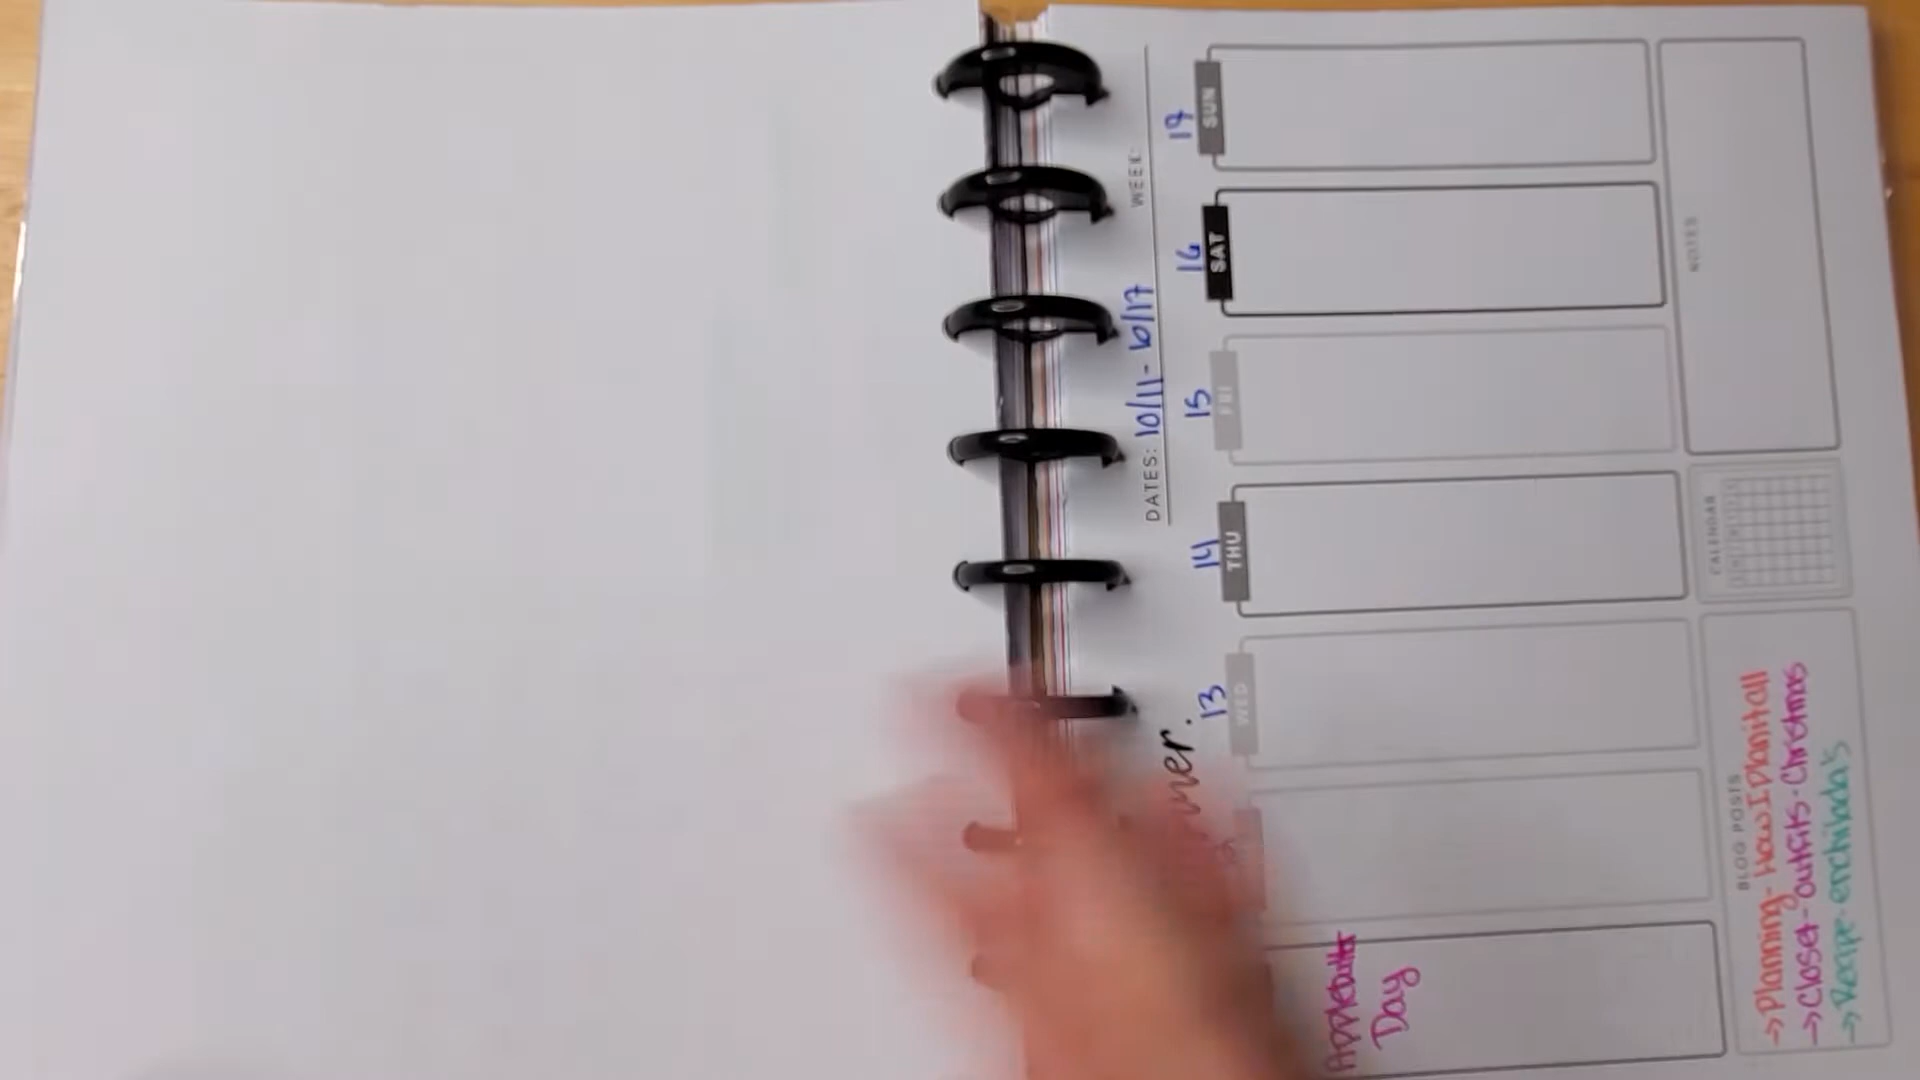 DATES: 10/11- 10/17 WEEK:
13 14 15 16 17
WED THU FRI SAT SUN
Applebutter
Day
BLOG POSTS
→Planning- How I Plan it all
→Closet- Outfits- Christmas
→Recipe- enchilada's
CALENDAR
NOTES